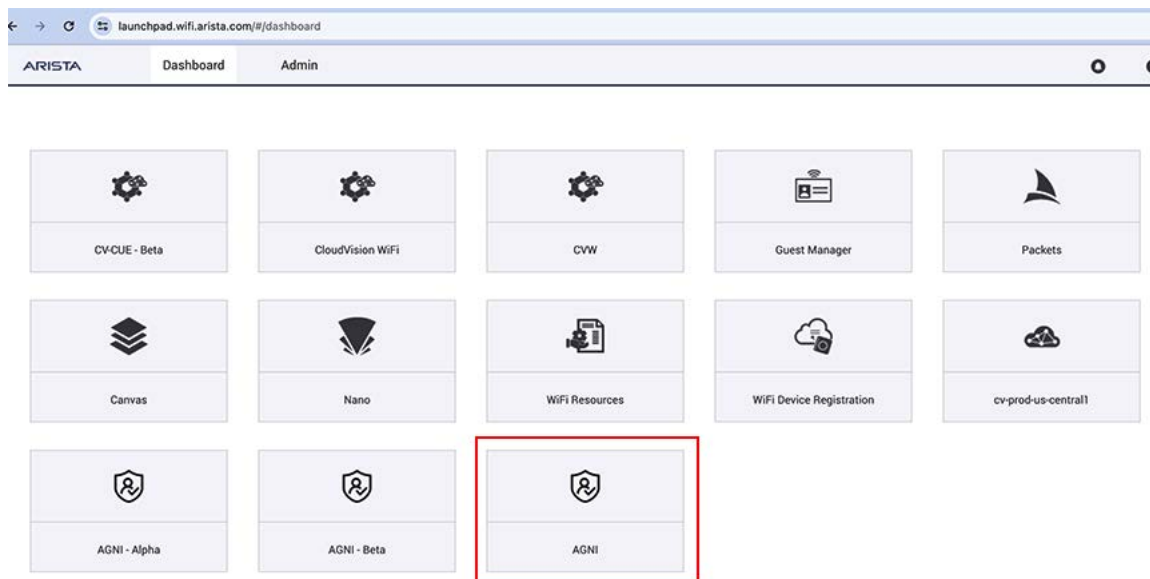 launchpad.wifi.arista.com/#/dashboard
ARISTA Dashboard Admin
CV-CUE - Beta CloudVision WiFi CVW Guest Manager Packets
Canvas Nano WiFi Resources WiFi Device Registration cv-prod-us-central1
AGNI - Alpha AGNI - Beta AGNI